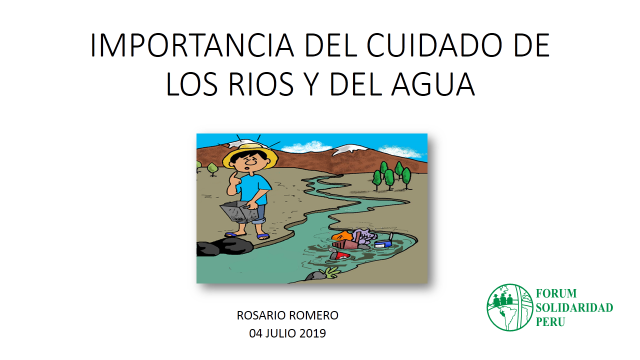 IMPORTANCIA DEL CUIDADO DE
LOS RIOS Y DEL AGUA
ROSARIO ROMERO
04 JULIO 2019
FORUM
SOLIDARIDAD
PERU